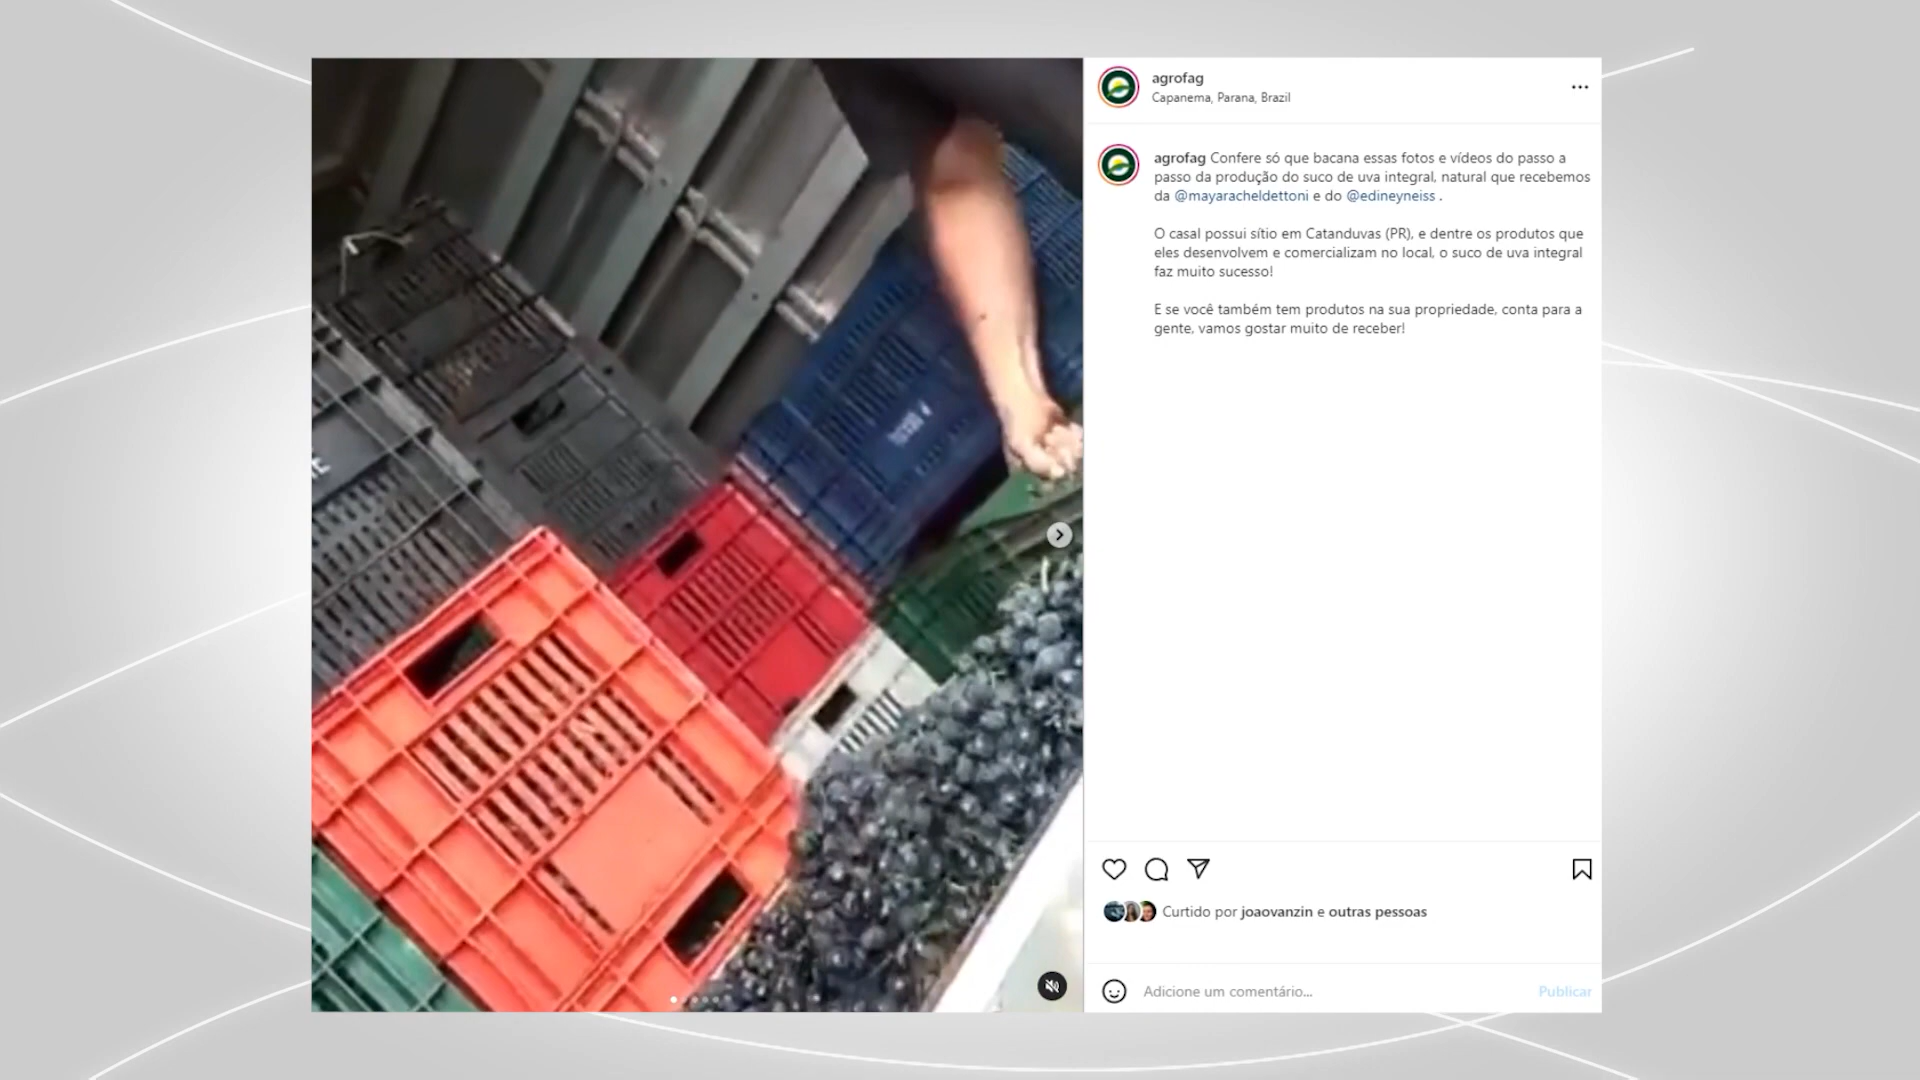 agrofag
Capanema, Parana, Brazil
agrofag Confere só que bacana essas fotos e vídeos do passo a
passo da produção do suco de uva integral, natural que recebemos
da @mayaracheldettoni e do @edineyneiss .
O casal possui sítio em Catanduvas (PR), e dentre os produtos que
eles desenvolvem e comercializam no local, o suco de uva integral
faz muito sucesso!
E se você também tem produtos na sua propriedade, conta para a
gente, vamos gostar muito de receber!
Curtido por joaovanzin e outras pessoas
Adicione um comentário...
Publicar